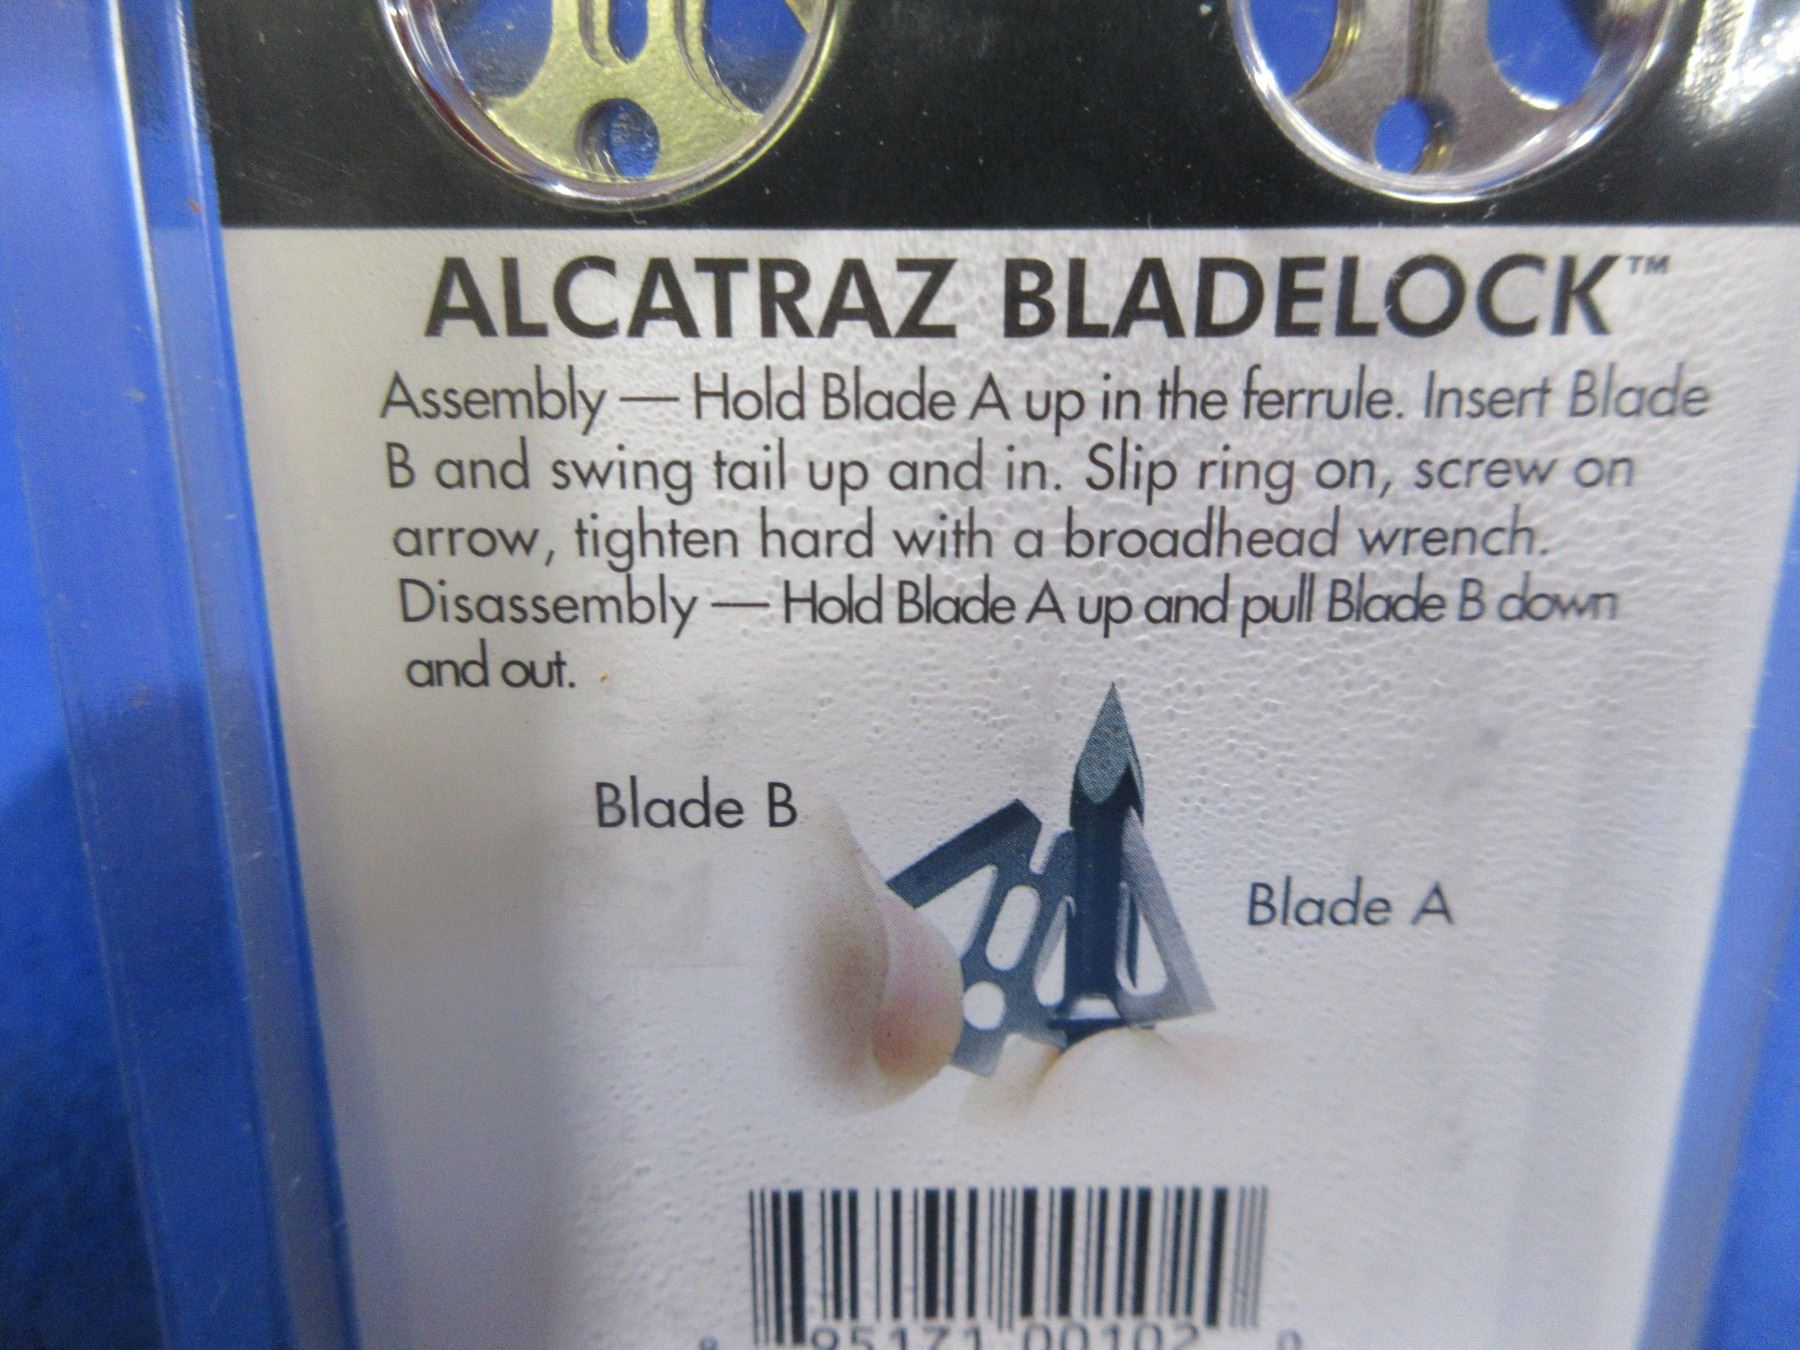 ALCATRAZ BLADELOCK™
Assembly — Hold Blade A up in the ferrule. Insert Blade
B and swing tail up and in. Slip ring on, screw on
arrow, tighten hard with a broadhead wrench.
Disassembly — Hold Blade A up and pull Blade B down
and out.
Blade B
Blade A
95171 00102